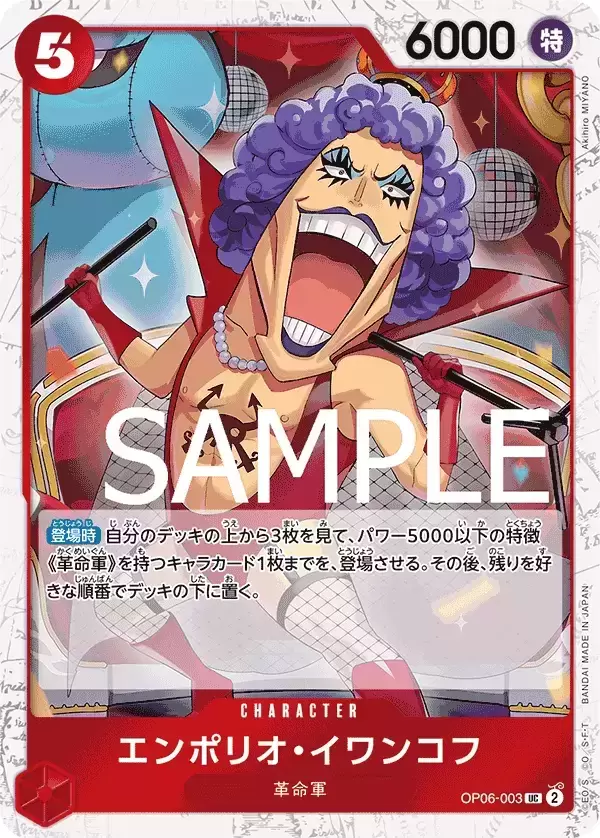 5
6000
特
Akihiro MIYANO
SAMPLE
登場時 自分のデッキの上から3枚を見て、パワー5000以下の特徴
《革命軍》を持つキャラカード1枚までを、登場させる。その後、残りを好
きな順番でデッキの下に置く。
CHARACTER
エンポリオ・イワンコフ
革命軍
OP06-003 UC 2
©E.O.S. ©O. S.・F・T BANDAI MADE IN JAPAN